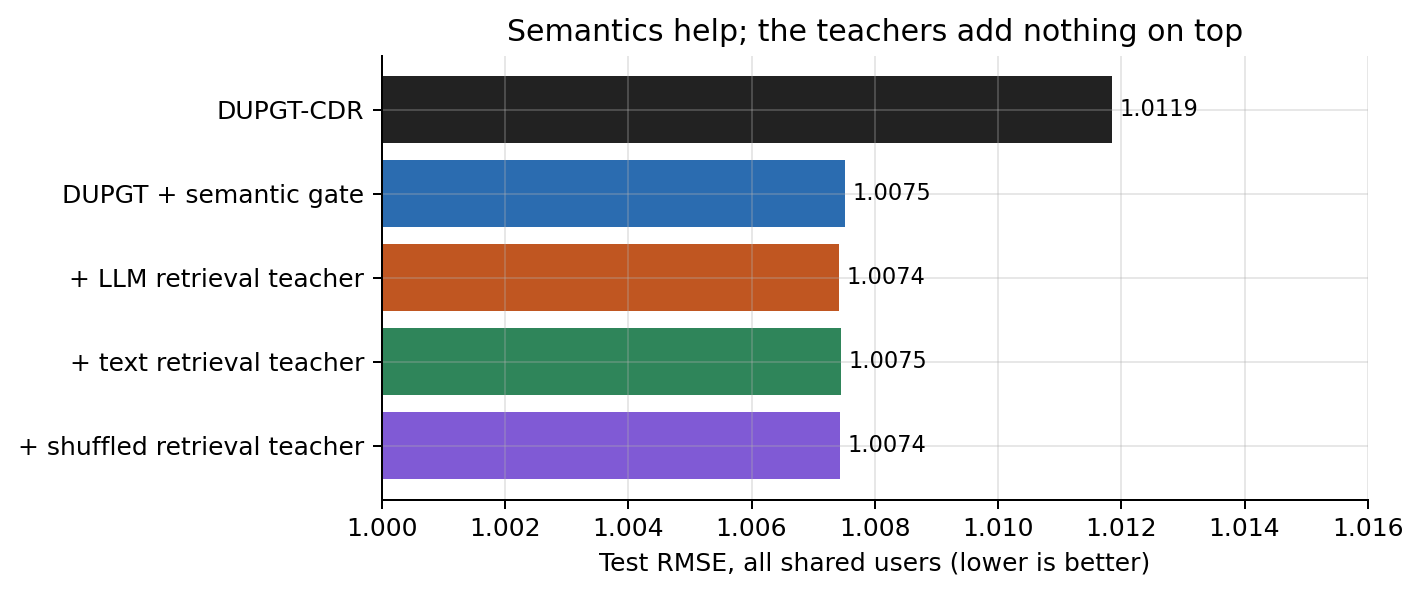 Semantics help; the teachers add nothing on top
DUPGT-CDR
1.0119
DUPGT + semantic gate
1.0075
+ LLM retrieval teacher
1.0074
+ text retrieval teacher
1.0075
+ shuffled retrieval teacher
1.0074
1.000 1.002 1.004 1.006 1.008 1.010 1.012 1.014 1.016
Test RMSE, all shared users (lower is better)